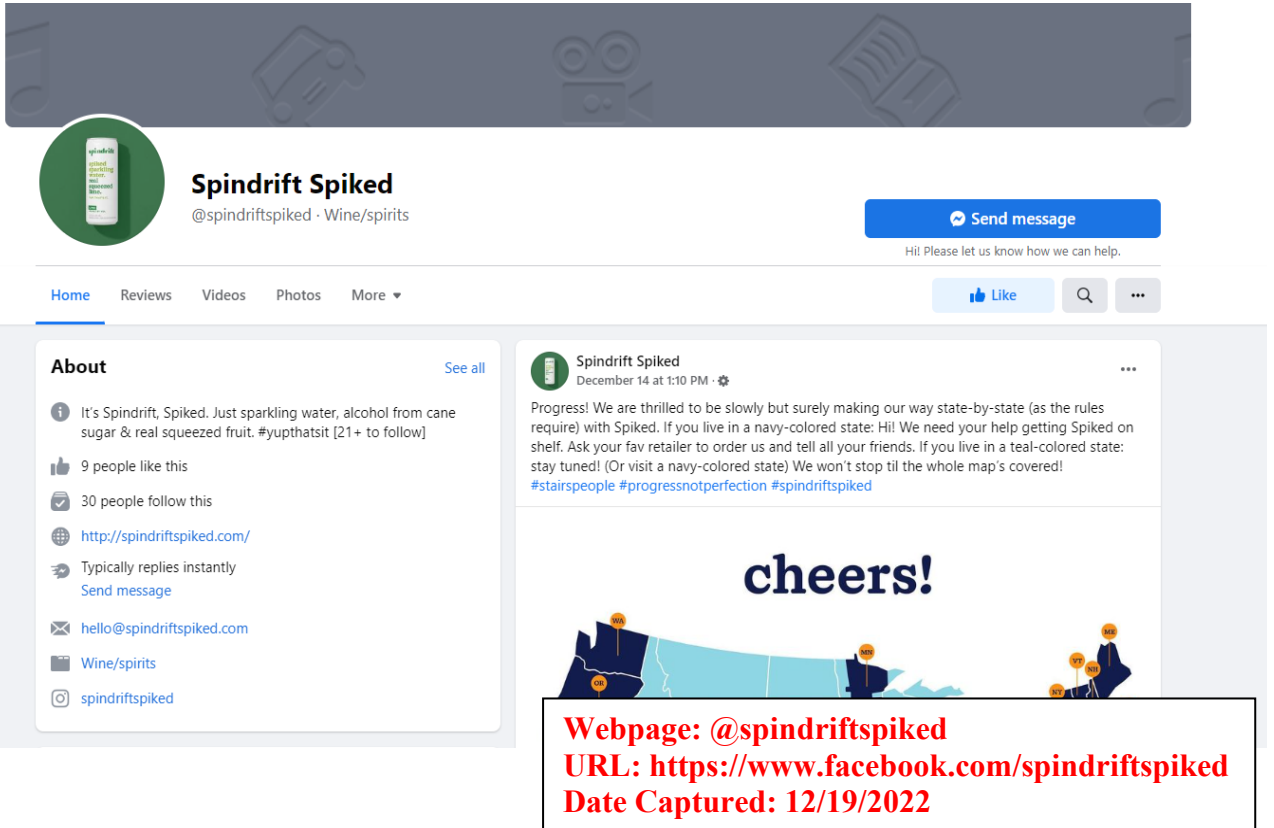 spindrift
spiked
sparkling
water.
real
squeezed
lime.
Spindrift Spiked
@spindriftspiked · Wine/spirits
Send message
Hi! Please let us know how we can help.
Home Reviews Videos Photos More
Like
About
See all
It's Spindrift, Spiked. Just sparkling water, alcohol from cane
sugar & real squeezed fruit. #yupthatsit [21+ to follow]
9 people like this
30 people follow this
http://spindriftspiked.com/
Typically replies instantly
Send message
hello@spindriftspiked.com
Wine/spirits
spindriftspiked
Spindrift Spiked
December 14 at 1:10 PM ·
Progress! We are thrilled to be slowly but surely making our way state-by-state (as the rules
require) with Spiked. If you live in a navy-colored state: Hi! We need your help getting Spiked on
shelf. Ask your fav retailer to order us and tell all your friends. If you live in a teal-colored state:
stay tuned! (Or visit a navy-colored state) We won't stop til the whole map's covered!
#stairspeople #progressnotperfection #spindriftspiked
cheers!
WA
OR
MN
ME
VT
NH
NY
Webpage: @spindriftspiked
URL: https://www.facebook.com/spindriftspiked
Date Captured: 12/19/2022